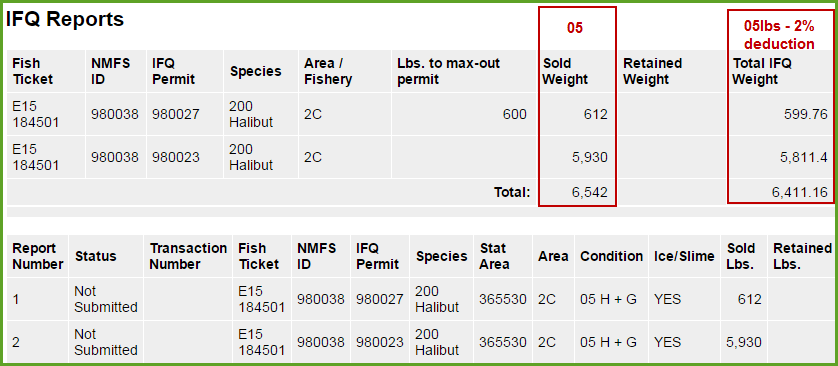 IFQ Reports
05
05lbs - 2% deduction
Fish Ticket NMFS ID IFQ Permit Species Area / Fishery Lbs. to max-out permit Sold Weight Retained Weight Total IFQ Weight
E15 184501 980038 980027 200 Halibut 2C 600 612 599.76
E15 184501 980038 980023 200 Halibut 2C 5,930 5,811.4
Total: 6,542 6,411.16
Report Number Status Transaction Number Fish Ticket NMFS ID IFQ Permit Species Stat Area Area Condition Ice/Slime Sold Lbs. Retained Lbs.
1 Not Submitted E15 184501 980038 980027 200 Halibut 365530 2C 05 H + G YES 612
2 Not Submitted E15 184501 980038 980023 200 Halibut 365530 2C 05 H + G YES 5,930